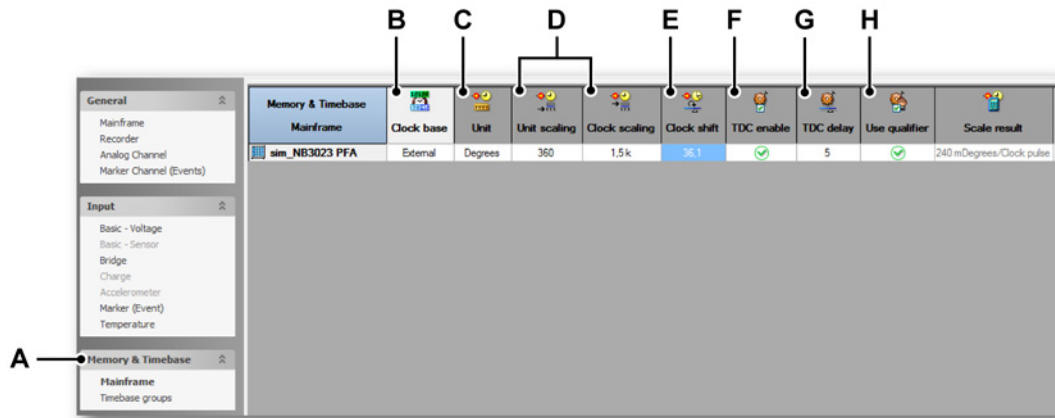 B C D E F G H
General
Mainframe
Recorder
Analog Channel
Marker Channel (Events)
Input
Basic - Voltage
Basic - Sensor
Bridge
Charge
Accelerometer
Marker (Event)
Temperature
A
Memory & Timebase
Mainframe
Timebase groups
Memory & Timebase
Mainframe Clock base Unit Unit scaling Clock scaling Clock shift TDC enable TDC delay Use qualifier Scale result
sim_NB3023 PFA External Degrees 360 1,5 k 36,1 5 240 mDegrees/Clock pulse